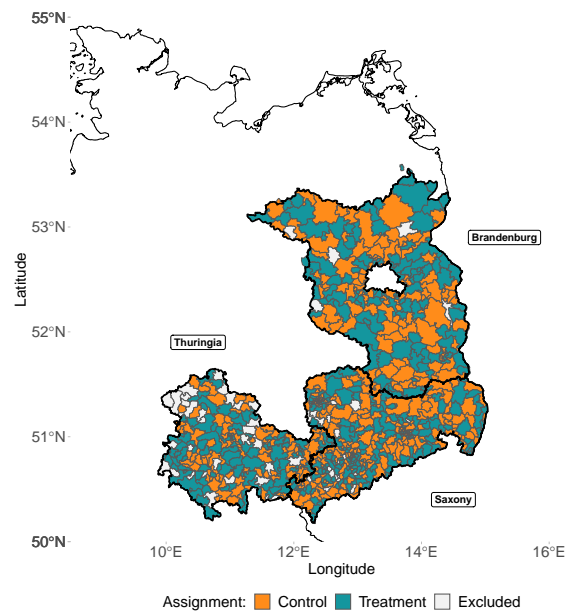 55°N
54°N
53°N
Brandenburg
Latitude
52°N
Thuringia
51°N
Saxony
50°N
10°E 12°E 14°E 16°E
Longitude
Assignment: Control Treatment Excluded